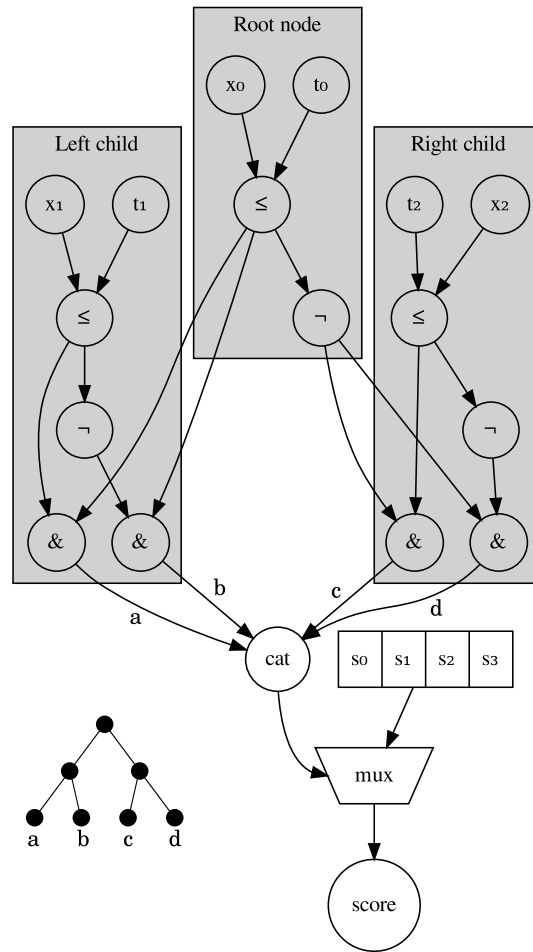 Root node
x₀ t₀
Left child
Right child
x₁ t₁
≤
t₂ x₂
≤
¬
≤
¬
¬
&
&
&
&
a
b
c
d
cat
s₀ s₁ s₂ s₃
mux
a b c d
score